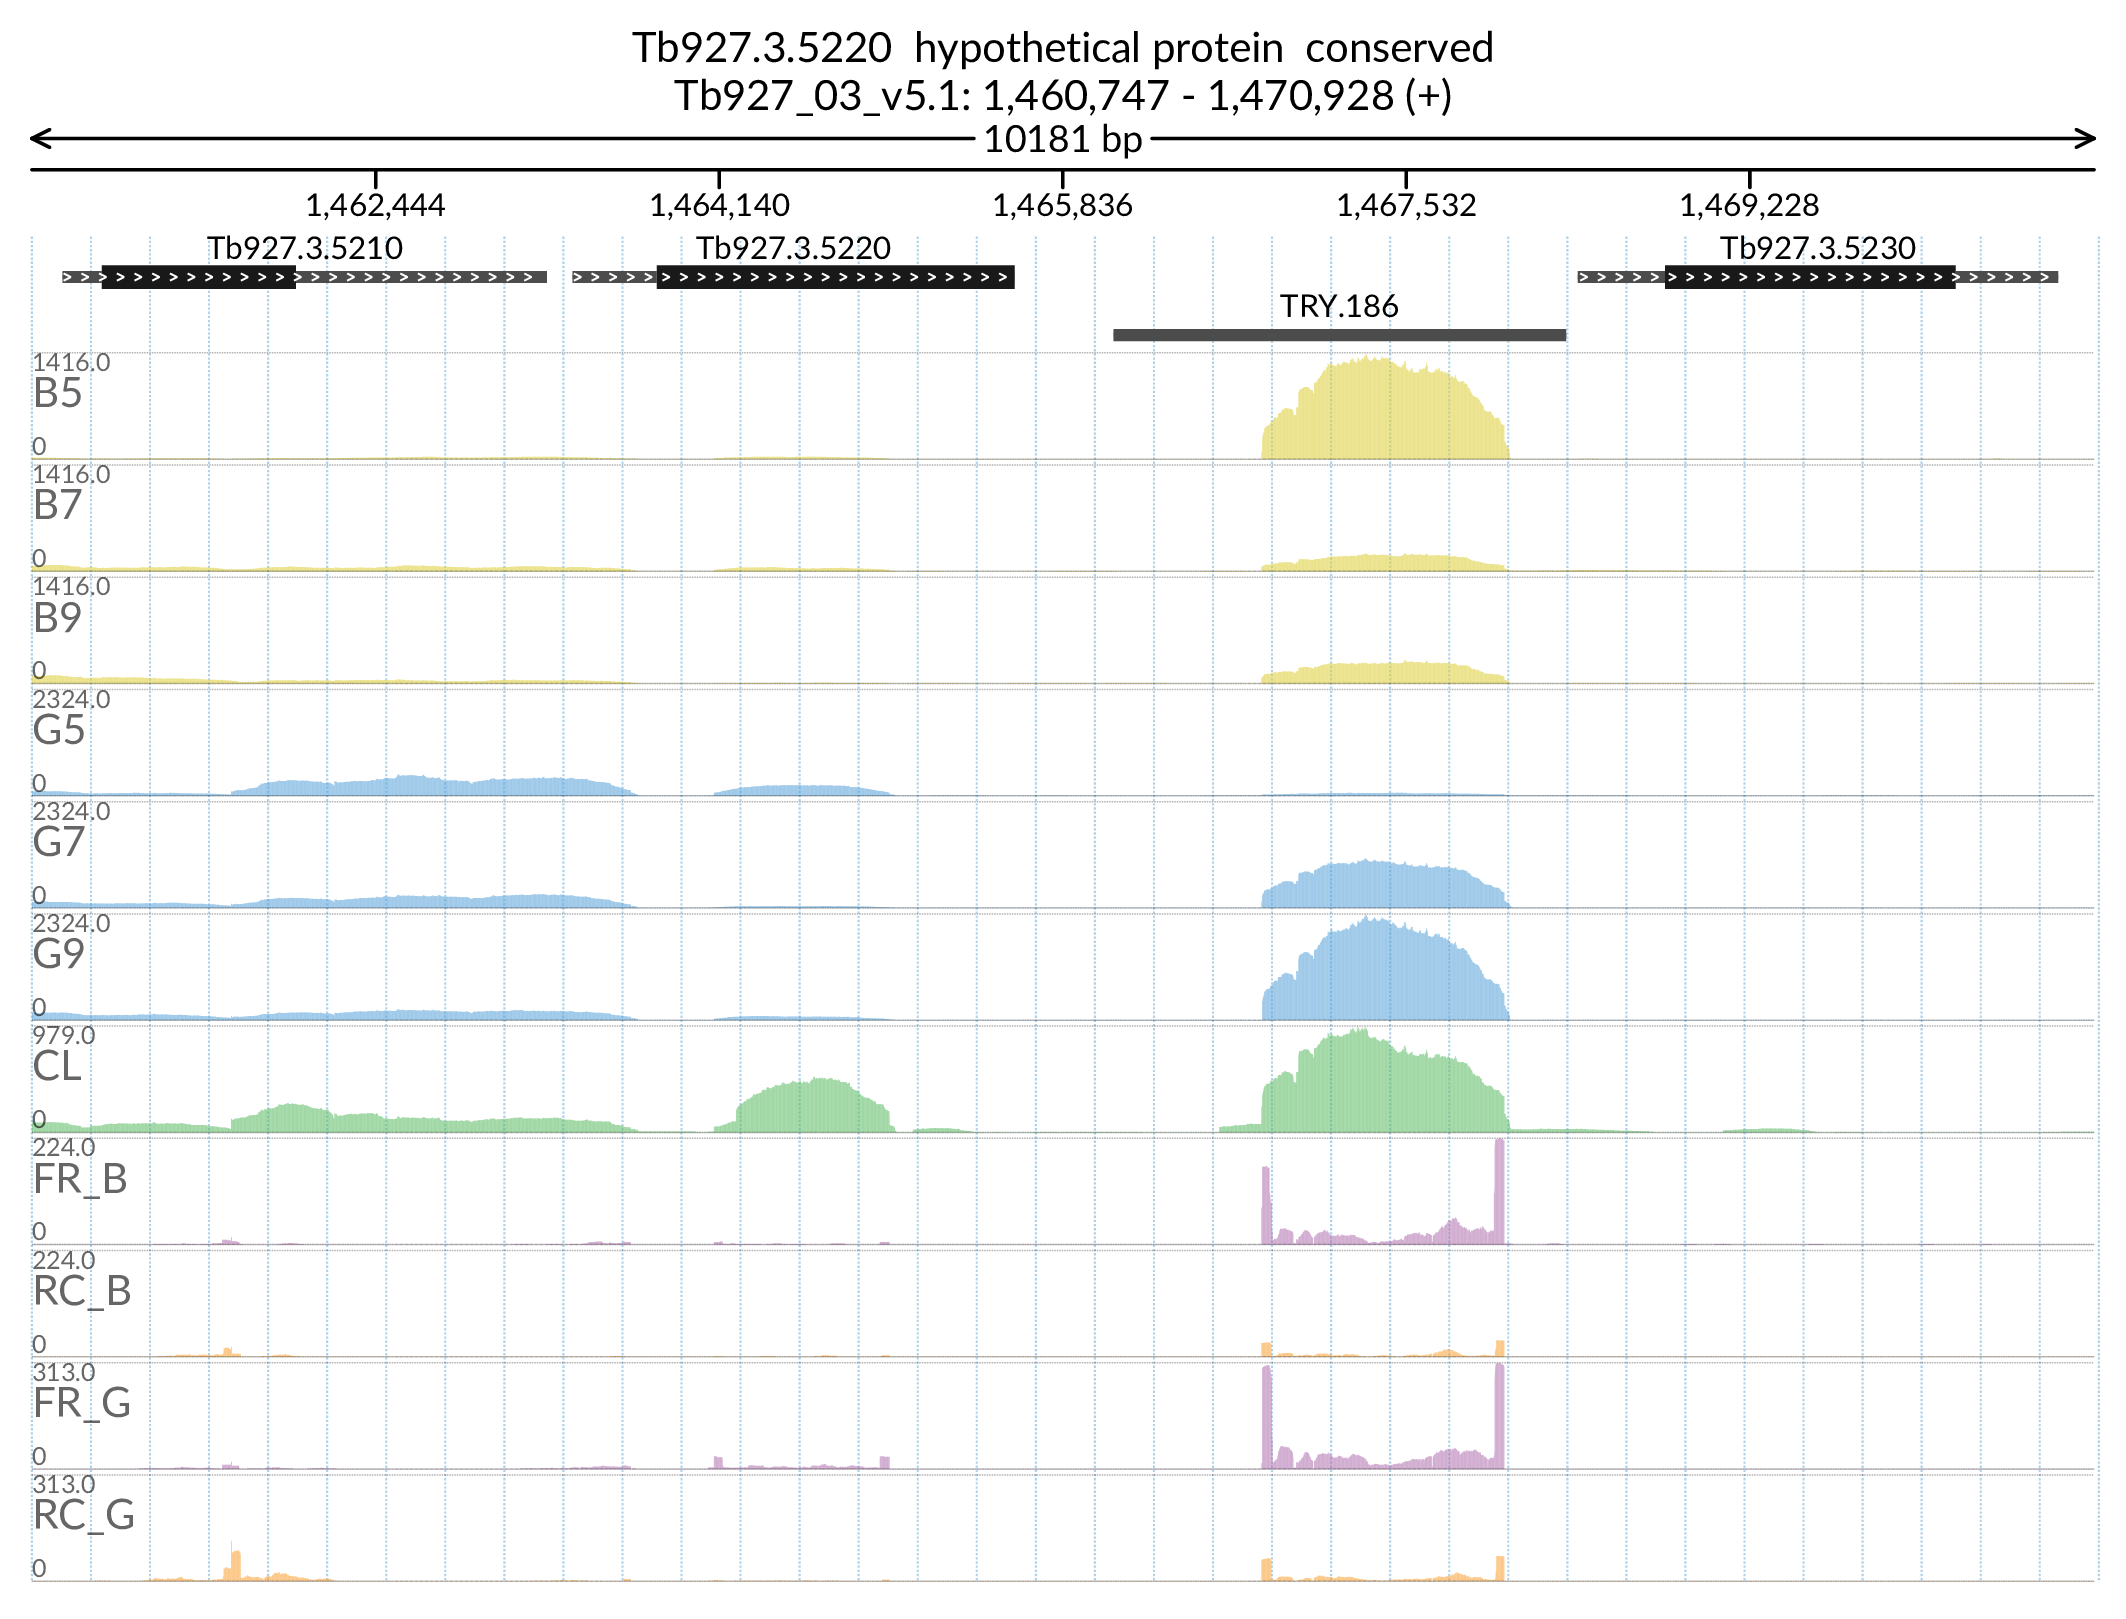 Tb927.3.5220  hypothetical protein  conserved
Tb927_03_v5.1: 1,460,747 - 1,470,928 (+)
10181 bp
1,462,444 1,464,140 1,465,836 1,467,532 1,469,228
Tb927.3.5210 Tb927.3.5220 Tb927.3.5230
TRY.186
1416.0
B5
0
1416.0
B7
0
1416.0
B9
0
2324.0
G5
0
2324.0
G7
0
2324.0
G9
0
979.0
CL
0
224.0
FR_B
0
224.0
RC_B
0
313.0
FR_G
0
313.0
RC_G
0